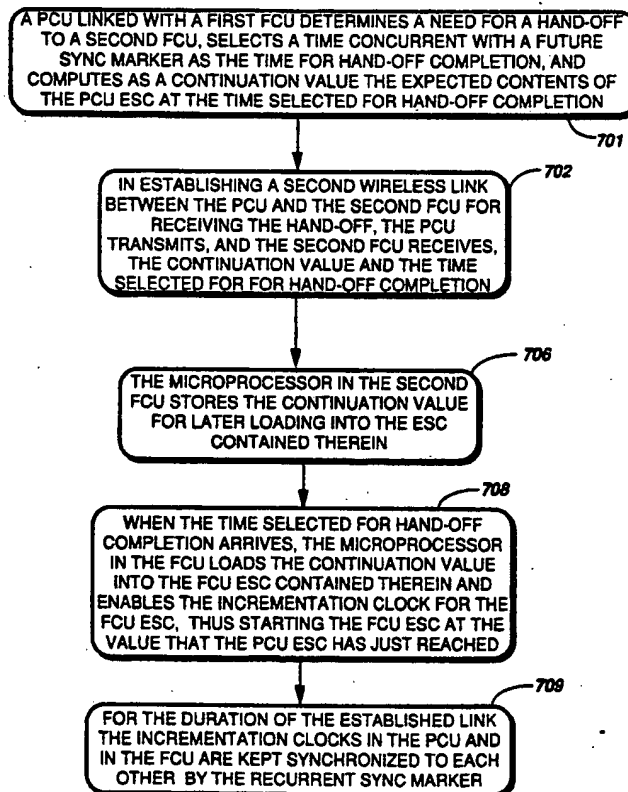 A PCU LINKED WITH A FIRST FCU DETERMINES A NEED FOR A HAND-OFF
TO A SECOND FCU, SELECTS A TIME CONCURRENT WITH A FUTURE
SYNC MARKER AS THE TIME FOR HAND-OFF COMPLETION, AND
COMPUTES AS A CONTINUATION VALUE THE EXPECTED CONTENTS OF
THE PCU ESC AT THE TIME SELECTED FOR HAND-OFF COMPLETION
701
702
IN ESTABLISHING A SECOND WIRELESS LINK
BETWEEN THE PCU AND THE SECOND FCU FOR
RECEIVING THE HAND-OFF, THE PCU
TRANSMITS, AND THE SECOND FCU RECEIVES,
THE CONTINUATION VALUE AND THE TIME
SELECTED FOR FOR HAND-OFF COMPLETION
706
THE MICROPROCESSOR IN THE SECOND
FCU STORES THE CONTINUATION VALUE
FOR LATER LOADING INTO THE ESC
CONTAINED THEREIN
708
WHEN THE TIME SELECTED FOR HAND-OFF
COMPLETION ARRIVES, THE MICROPROCESSOR
IN THE FCU LOADS THE CONTINUATION VALUE
INTO THE FCU ESC CONTAINED THEREIN AND
ENABLES THE INCREMENTATION CLOCK FOR THE
FCU ESC, THUS STARTING THE FCU ESC AT THE
VALUE THAT THE PCU ESC HAS JUST REACHED
709
FOR THE DURATION OF THE ESTABLISHED LINK
THE INCREMENTATION CLOCKS IN THE PCU AND
IN THE FCU ARE KEPT SYNCHRONIZED TO EACH
OTHER BY THE RECURRENT SYNC MARKER